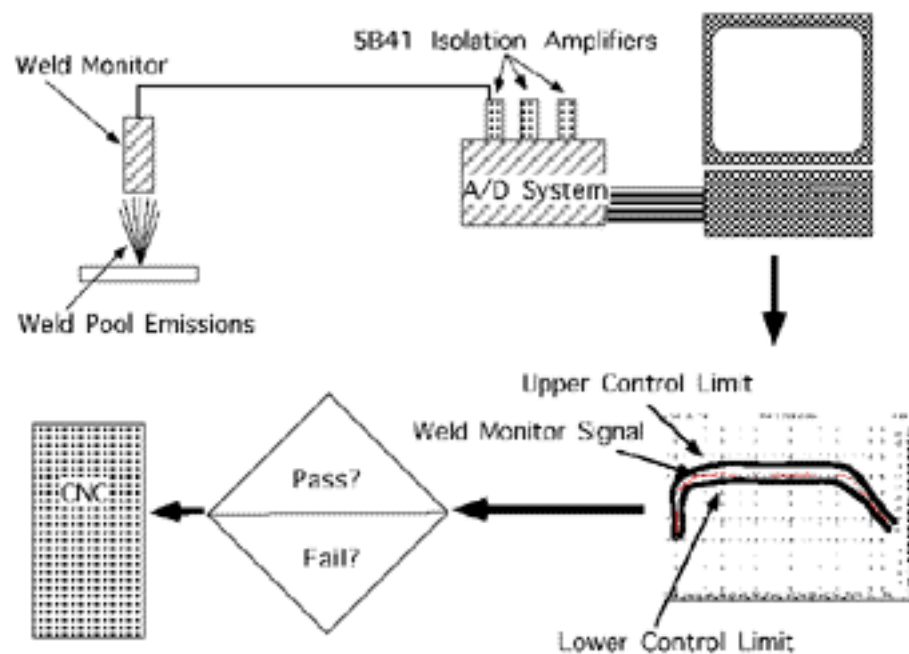 5B41 Isolation Amplifiers
Weld Monitor
A/D System
Weld Pool Emissions
Upper Control Limit
Weld Monitor Signal
Pass?
CNC
Fail?
Lower Control Limit